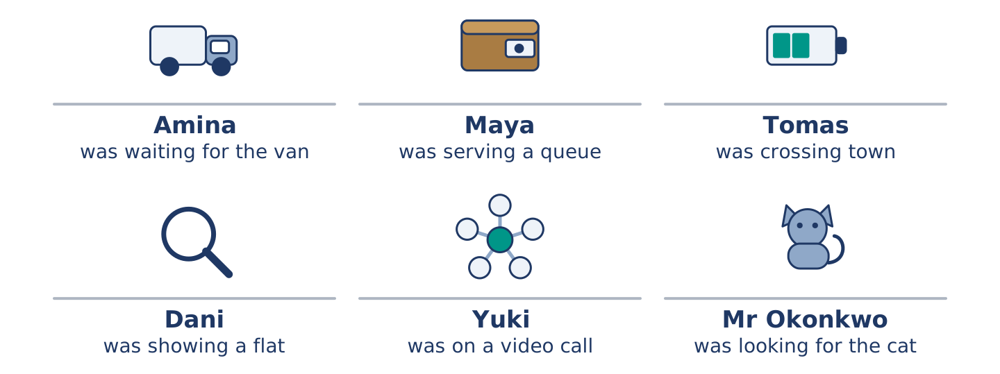 Amina
was waiting for the van
Maya
was serving a queue
Tomas
was crossing town
Dani
was showing a flat
Yuki
was on a video call
Mr Okonkwo
was looking for the cat